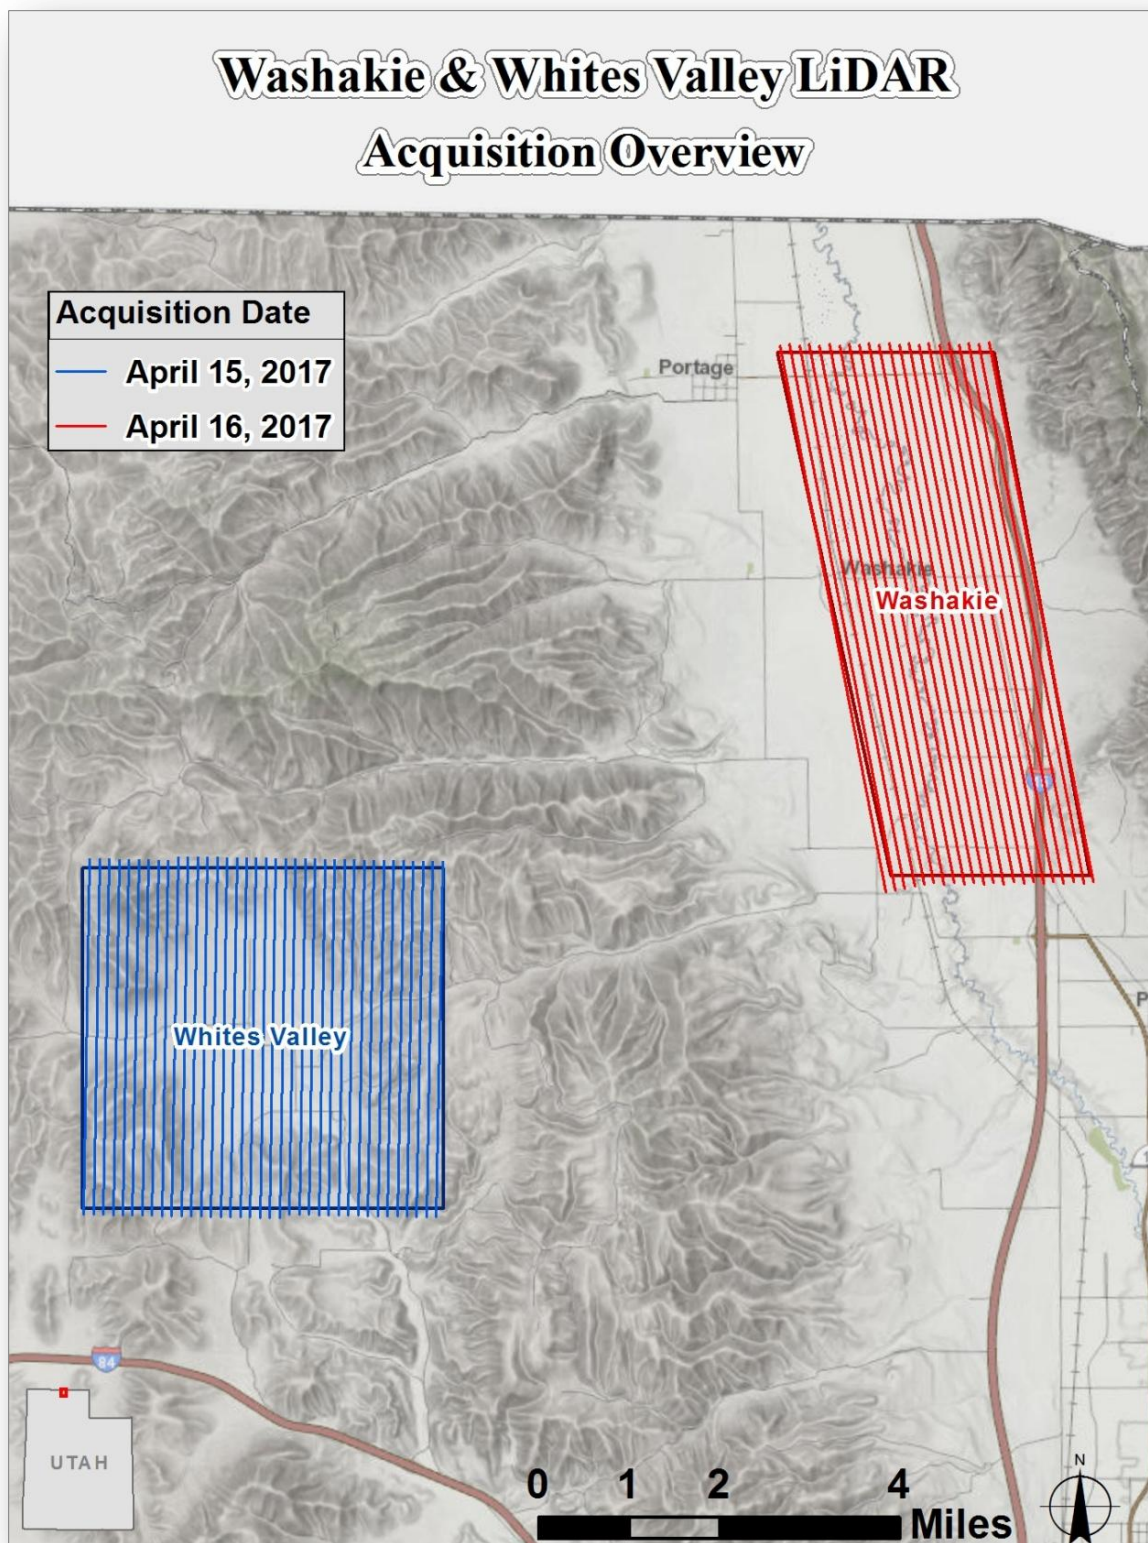 Washakie & Whites Valley LiDAR
Acquisition Overview
Acquisition Date
April 15, 2017
April 16, 2017
Portage
Washakie
Washakie
Whites Valley
P
84
UTAH
0 1 2 4
Miles
N